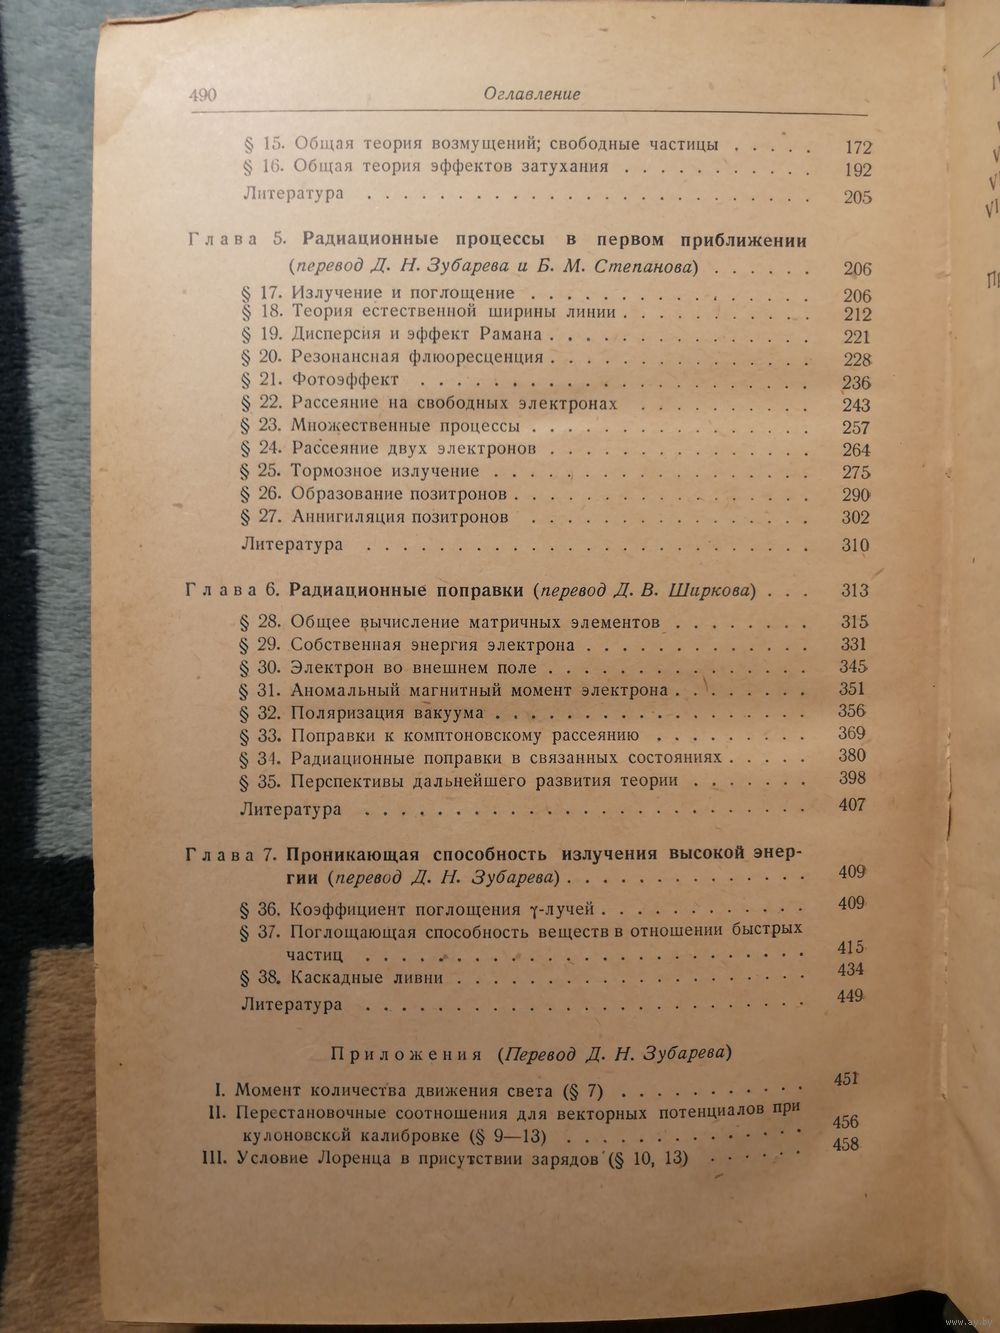 490 Оглавление
§ 15. Общая теория возмущений; свободные частицы . . . . . 172
§ 16. Общая теория эффектов затухания . . . . . . . . . . . 192
Литература . . . . . . . . . . . . . . . . . . . . . . . . . 205
Глава 5. Радиационные процессы в первом приближении
(перевод Д. Н. Зубарева и Б. М. Степанова) . . . . . . 206
§ 17. Излучение и поглощение . . . . . . . . . . . . . . . . 206
§ 18. Теория естественной ширины линии . . . . . . . . . . . 212
§ 19. Дисперсия и эффект Рамана . . . . . . . . . . . . . . . 221
§ 20. Резонансная флюоресценция . . . . . . . . . . . . . . . 228
§ 21. Фотоэффект . . . . . . . . . . . . . . . . . . . . . . 236
§ 22. Рассеяние на свободных электронах . . . . . . . . . . 243
§ 23. Множественные процессы . . . . . . . . . . . . . . . . 257
§ 24. Рассеяние двух электронов . . . . . . . . . . . . . . . 264
§ 25. Тормозное излучение . . . . . . . . . . . . . . . . . . 275
§ 26. Образование позитронов . . . . . . . . . . . . . . . . . 290
§ 27. Аннигиляция позитронов . . . . . . . . . . . . . . . . 302
Литература . . . . . . . . . . . . . . . . . . . . . . . . . 310
Глава 6. Радиационные поправки (перевод Д. В. Ширкова) . . . 313
§ 28. Общее вычисление матричных элементов . . . . . . . . 315
§ 29. Собственная энергия электрона . . . . . . . . . . . . . 331
§ 30. Электрон во внешнем поле . . . . . . . . . . . . . . . 345
§ 31. Аномальный магнитный момент электрона . . . . . . . . 351
§ 32. Поляризация вакуума . . . . . . . . . . . . . . . . . . 356
§ 33. Поправки к комптоновскому рассеянию . . . . . . . . . 369
§ 34. Радиационные поправки в связанных состояниях . . . . . 380
§ 35. Перспективы дальнейшего развития теории . . . . . . . 398
Литература . . . . . . . . . . . . . . . . . . . . . . . . . 407
Глава 7. Проникающая способность излучения высокой энер-
гии (перевод Д. Н. Зубарева) . . . . . . . . . . . . . . 409
§ 36. Коэффициент поглощения γ-лучей . . . . . . . . . . . . 409
§ 37. Поглощающая способность веществ в отношении быстрых
частиц . . . . . . . . . . . . . . . . . . . . . . . . . 415
§ 38. Каскадные ливни . . . . . . . . . . . . . . . . . . . . 434
Литература . . . . . . . . . . . . . . . . . . . . . . . . . 449
Приложения (Перевод Д. Н. Зубарева)
I. Момент количества движения света (§ 7) . . . . . . . . . . 451
II. Перестановочные соотношения для векторных потенциалов при
кулоновской калибровке (§ 9—13) . . . . . . . . . . . . . 456
III. Условие Лоренца в присутствии зарядов (§ 10, 13) . . . . . . 458
www.ay.by